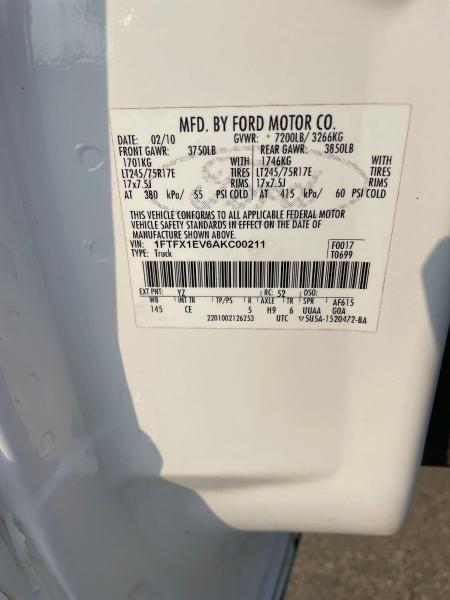 MFD. BY FORD MOTOR CO.
DATE: 02/10 GVWR: * 7200LB/ 3266KG
FRONT GAWR: 3750LB REAR GAWR: 3850LB
1701KG WITH 1746KG WITH
LT245/75R17E TIRES LT245/75R17E TIRES
17x7.5J RIMS 17x7.5J RIMS
AT 380 kPa/ 55 PSI COLD AT 415 kPa/ 60 PSI COLD
THIS VEHICLE CONFORMS TO ALL APPLICABLE FEDERAL MOTOR
VEHICLE SAFETY STANDARDS IN EFFECT ON THE DATE OF
MANUFACTURE SHOWN ABOVE.
VIN: 1FTFX1EV6AKC00211 F0017
TYPE: Truck T0699
EXT PNT: YZ RC: 52 DSO:
WB INT TR TP/PS R AXLE TR SPR AF615
145 CE 5 H9 6 UUAA G0A
2201002126253 UTC ▽5U5A-1520472-BA